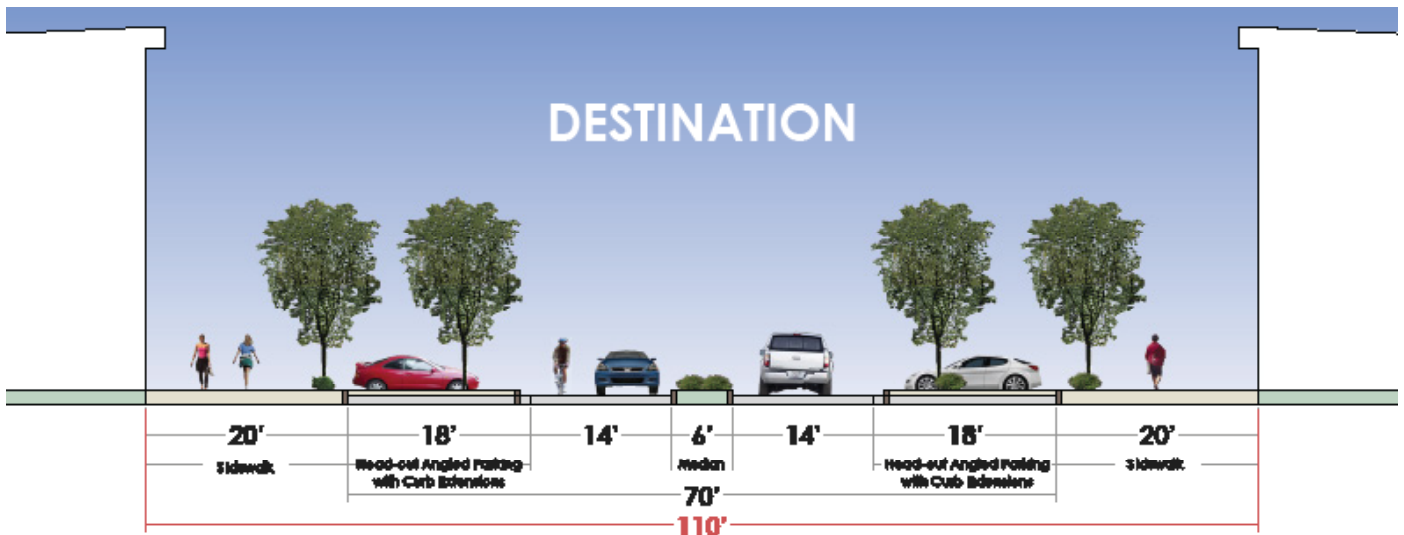 DESTINATION
20' 18' 14' 6' 14' 18' 20'
Sidewalk Head-out Angled Parking Median Head-out Angled Parking Sidewalk
with Curb Extensions with Curb Extensions
70'
110'